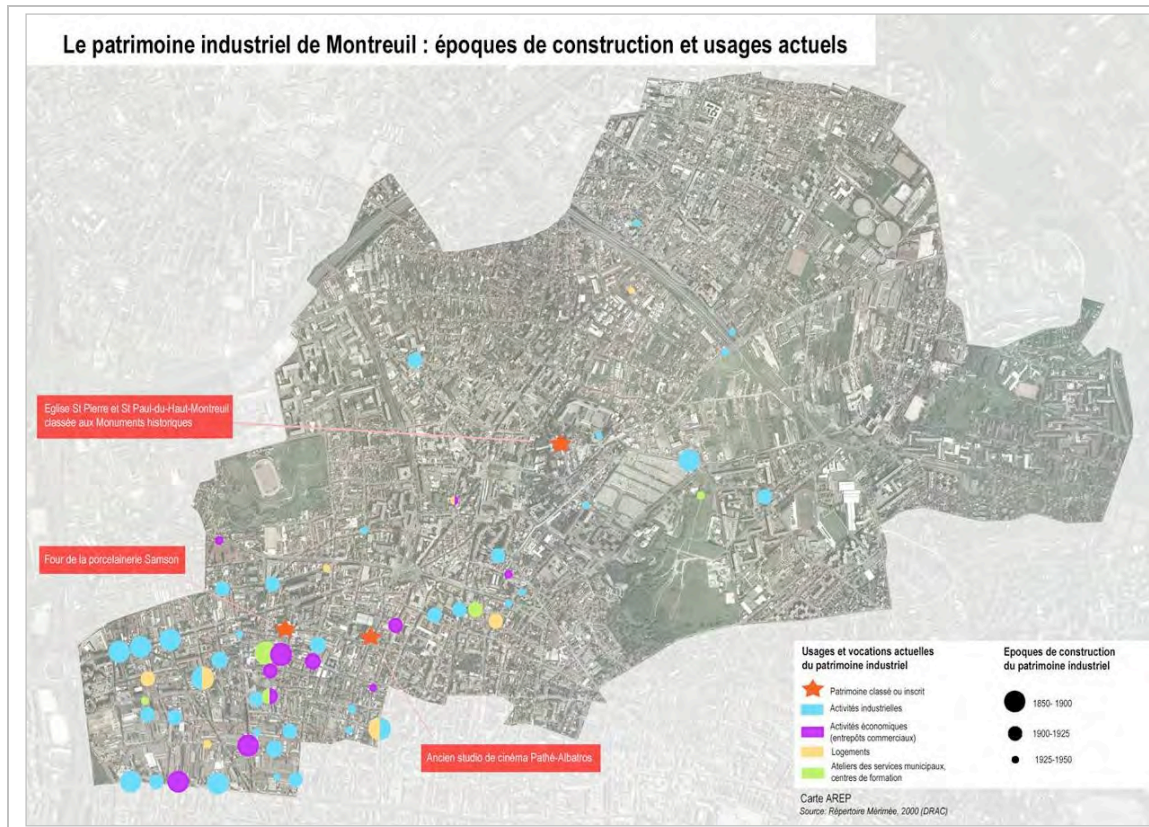 Le patrimoine industriel de Montreuil : époques de construction et usages actuels
Eglise St Pierre et St Paul-du-Haut-Montreuil
classée aux Monuments historiques
Four de la porcelainerie Samson
Ancien studio de cinéma Pathé-Albatros
Usages et vocations actuelles
du patrimoine industriel
Patrimoine classé ou inscrit
Activités industrielles
Activités économiques
(entrepôts commerciaux)
Logements
Ateliers des services municipaux,
centres de formation
Epoques de construction
du patrimoine industriel
1850- 1900
1900-1925
1925-1950
Carte AREP
Source: Répertoire Mérimée, 2000 (DRAC)